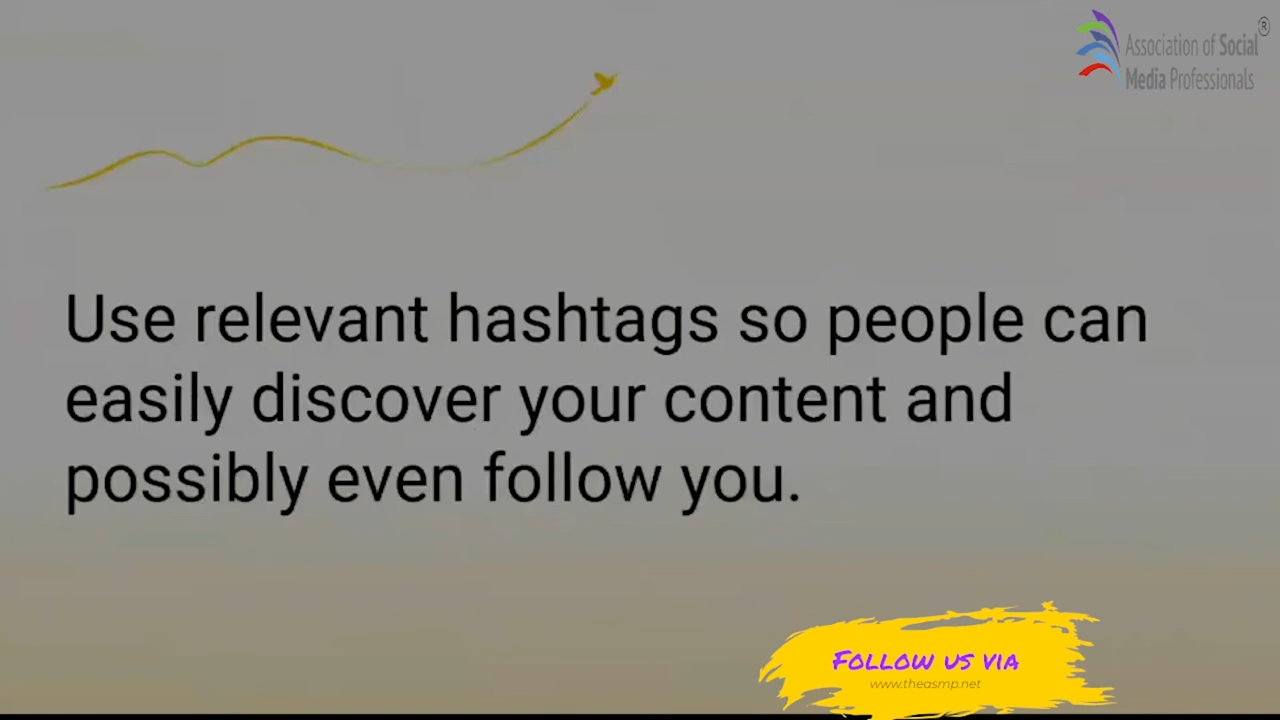 Association of Social®
Media Professionals
Use relevant hashtags so people can
easily discover your content and
possibly even follow you.
Follow us via
www.theasmp.net